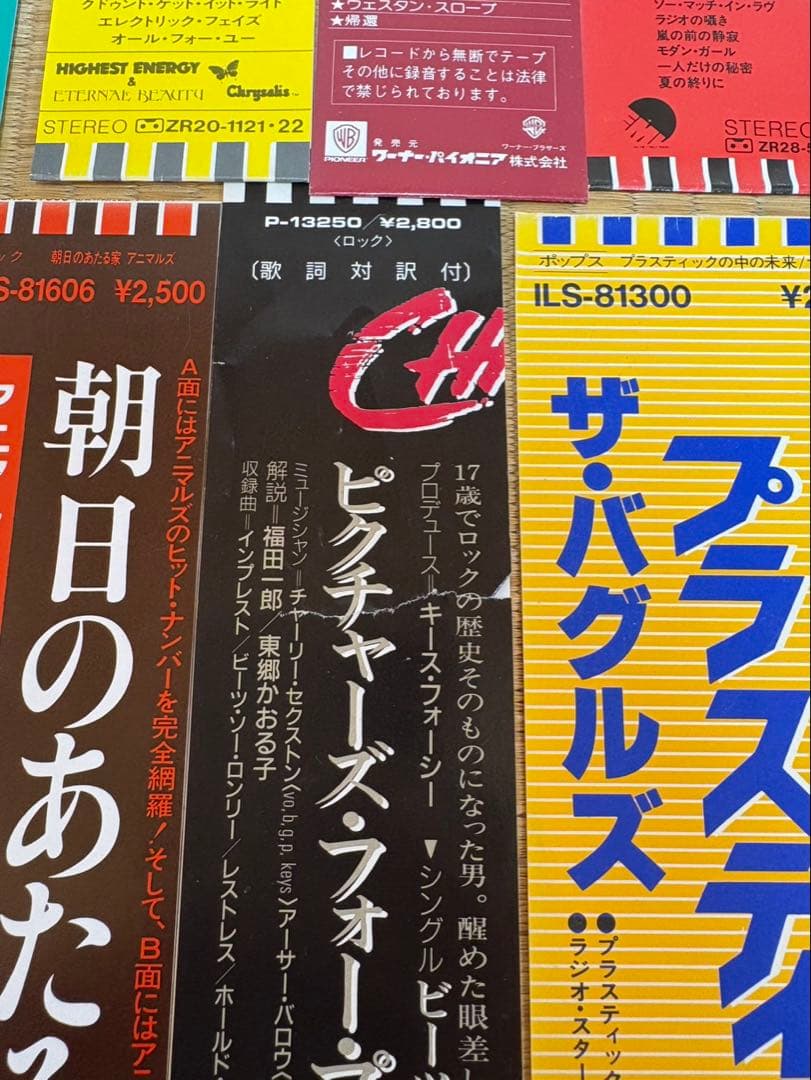 クドゥント・ゲット・イット・ライト
エレクトリック・フェイズ
オール・フォー・ユー
HIGHEST ENERGY
&
ETERNAL BEAUTY
Chrysalis
STEREO ZR20-1121・22
★ウェスタン・スロープ
★帰還
■レコードから無断でテープ
その他に録音することは法律
で禁じられております。
WB
PIONEER
発売元
ワーナー・パイオニア株式会社
ワーナー・ブラザーズ
ソー・マッチ・イン・ラヴ
ラジオの囁き
嵐の前の静寂
モダン・ガール
一人だけの秘密
夏の終りに
STEREO
ZR28-5
ック 朝日のあたる家 アニマルズ
S-81606 ¥2,500
A面にはアニマルズのヒット・ナンバーを完全網羅!そして、B面にはアニ
朝日のあたる
P-13250/¥2,800
〈ロック〉
〔歌詞対訳付〕
17歳でロックの歴史そのものになった男。醒めた眼差し
プロデュース=キース・フォーシー ▼シングルビーツ
ピクチャーズ・フォー・プ
ミュージシャン=チャーリー・セクストン〈vo, b, g, p, keys〉アーサー・バロウ〈
解説=福田一郎/東郷かおる子
収録曲=インプレスト/ビーツ・ソー・ロンリー/レストレス/ホールド・
ポップス プラスティックの中の未来/
ILS-81300 ¥2
プラスティ
ザ・バグルズ
●プラスティック
●ラジオ・スター